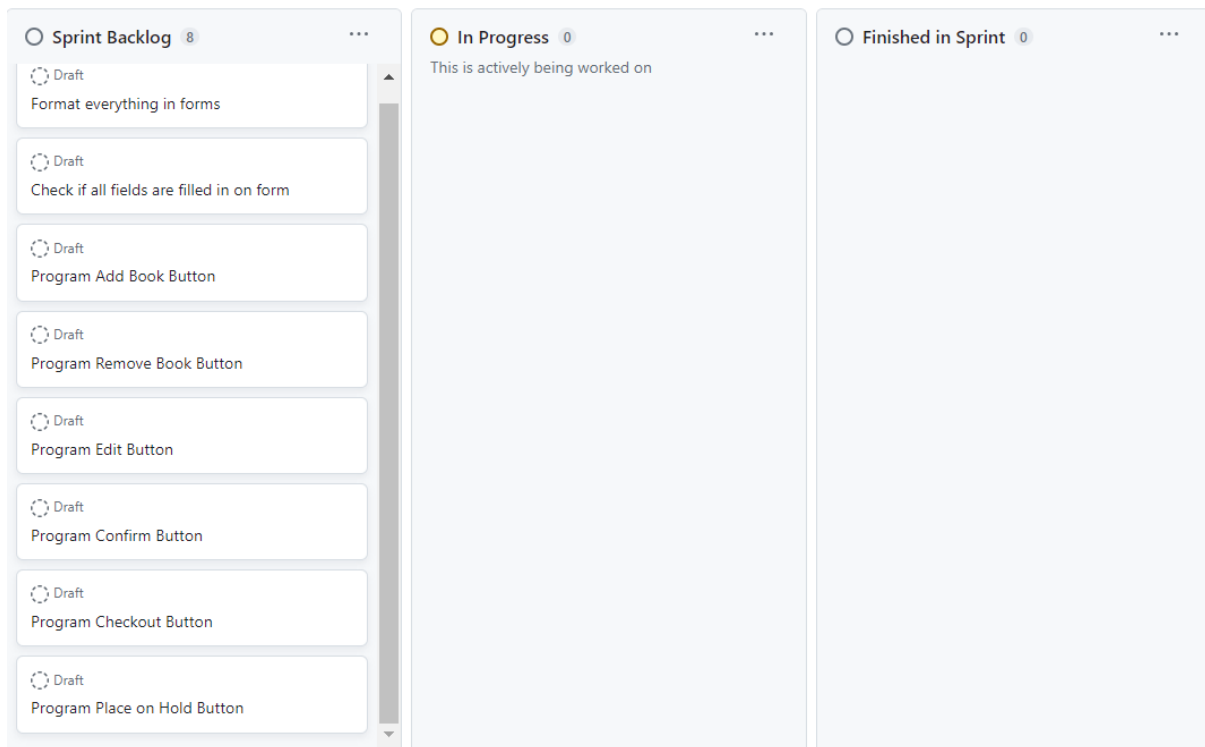 Sprint Backlog 8 ...
Draft
Format everything in forms
Draft
Check if all fields are filled in on form
Draft
Program Add Book Button
Draft
Program Remove Book Button
Draft
Program Edit Button
Draft
Program Confirm Button
Draft
Program Checkout Button
Draft
Program Place on Hold Button
In Progress 0 ...
This is actively being worked on
Finished in Sprint 0 ...